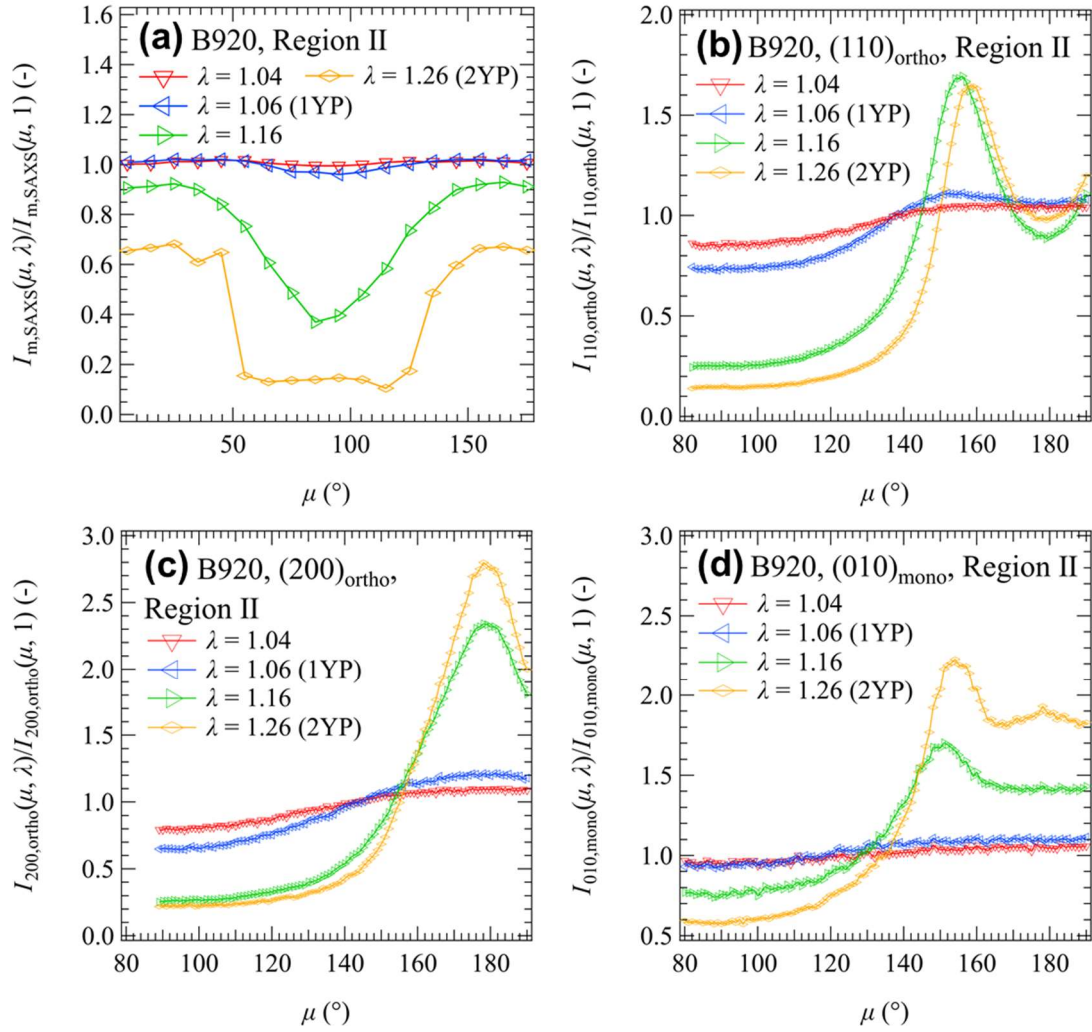 (a) B920, Region II
λ = 1.04 λ = 1.26 (2YP)
λ = 1.06 (1YP)
λ = 1.16
I_m,SAXS(μ, λ)/I_m,SAXS(μ, 1) (-)
1.6
1.4
1.2
1.0
0.8
0.6
0.4
0.2
0.0
50 100 150
μ (°)
(b) B920, (110)_ortho, Region II
λ = 1.04
λ = 1.06 (1YP)
λ = 1.16
λ = 1.26 (2YP)
I_110,ortho(μ, λ)/I_110,ortho(μ, 1) (-)
2.0
1.5
1.0
0.5
0.0
80 100 120 140 160 180
μ (°)
(c) B920, (200)_ortho,
Region II
λ = 1.04
λ = 1.06 (1YP)
λ = 1.16
λ = 1.26 (2YP)
I_200,ortho(μ, λ)/I_200,ortho(μ, 1) (-)
3.0
2.5
2.0
1.5
1.0
0.5
0.0
80 100 120 140 160 180
μ (°)
(d) B920, (010)_mono, Region II
λ = 1.04
λ = 1.06 (1YP)
λ = 1.16
λ = 1.26 (2YP)
I_010,mono(μ, λ)/I_010,mono(μ, 1) (-)
3.0
2.5
2.0
1.5
1.0
0.5
80 100 120 140 160 180
μ (°)